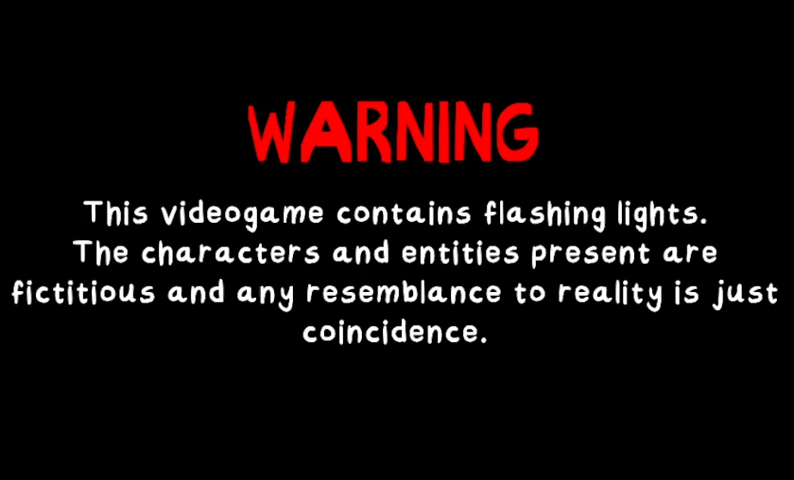 WARNING
This videogame contains flashing lights.
The characters and entities present are
fictitious and any resemblance to reality is just
coincidence.